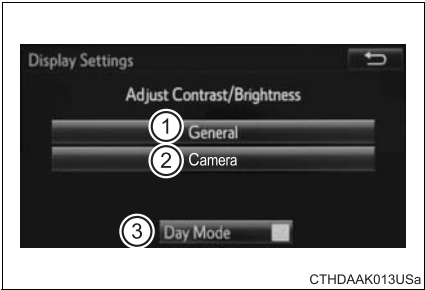 Display Settings
Adjust Contrast/Brightness
1 General
2 Camera
3 Day Mode
CTHDAAK013USa